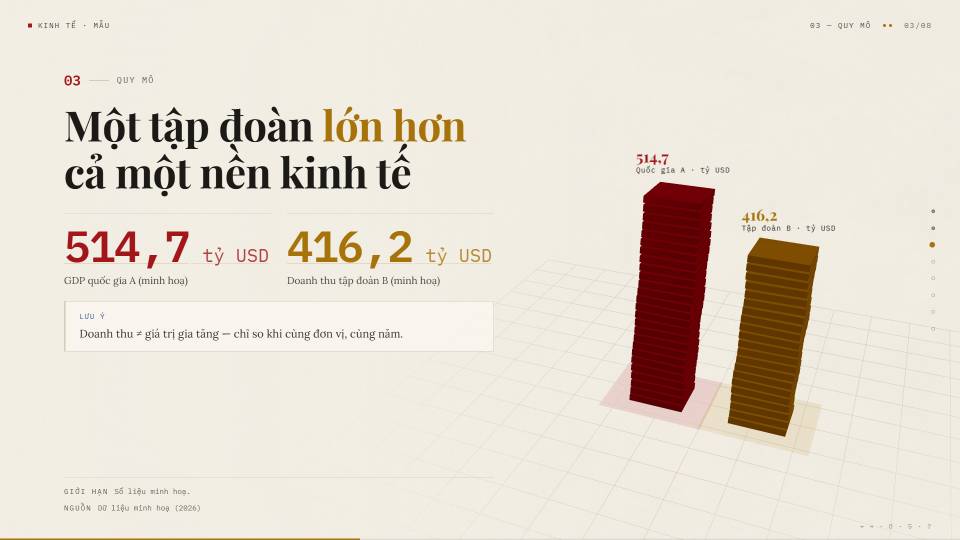 KINH TẾ · MẪU
03 — QUY MÔ
03/08
03 — QUY MÔ
Một tập đoàn lớn hơn
cả một nền kinh tế
514,7 tỷ USD
GDP quốc gia A (minh hoạ)
416,2 tỷ USD
Doanh thu tập đoàn B (minh hoạ)
LƯU Ý
Doanh thu ≠ giá trị gia tăng — chỉ so khi cùng đơn vị, cùng năm.
514,7
Quốc gia A · tỷ USD
416,2
Tập đoàn B · tỷ USD
GIỚI HẠN Số liệu minh hoạ.
NGUỒN Dữ liệu minh hoạ (2026)